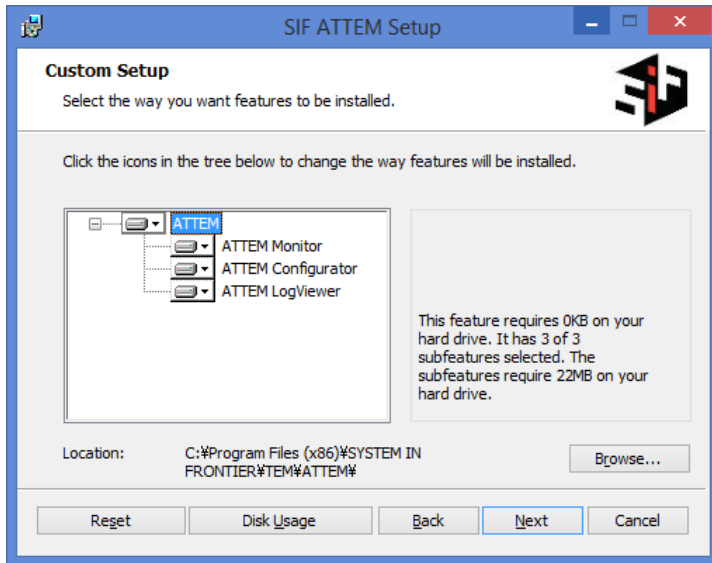 SIF ATTEM Setup
Custom Setup
Select the way you want features to be installed.
SiF
Click the icons in the tree below to change the way features will be installed.
ATTEM
ATTEM Monitor
ATTEM Configurator
ATTEM LogViewer
This feature requires 0KB on your
hard drive. It has 3 of 3
subfeatures selected. The
subfeatures require 22MB on your
hard drive.
Location: C:¥Program Files (x86)¥SYSTEM IN
FRONTIER¥TEM¥ATTEM¥
Browse...
Reset Disk Usage Back Next Cancel